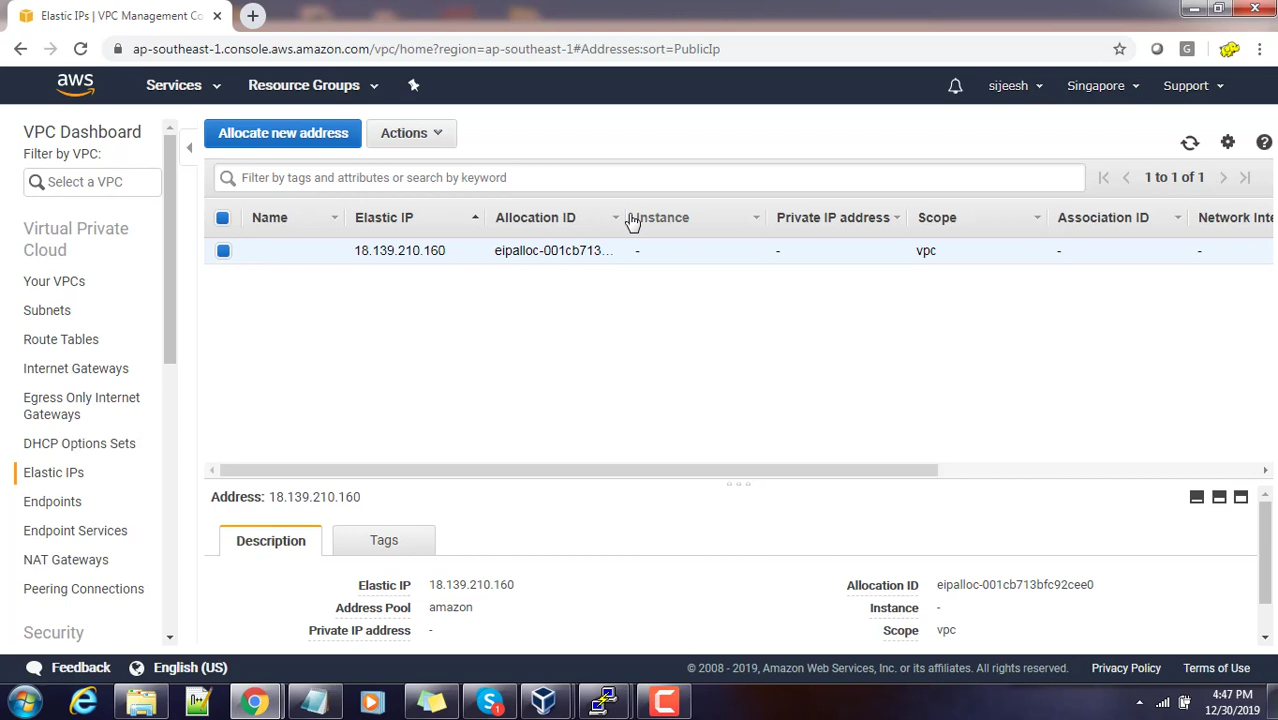 Elastic IPs | VPC Management Co
ap-southeast-1.console.aws.amazon.com/vpc/home?region=ap-southeast-1#Addresses:sort=PublicIp
G
aws Services Resource Groups sijeesh Singapore Support
VPC Dashboard
Filter by VPC:
Select a VPC
Virtual Private
Cloud
Your VPCs
Subnets
Route Tables
Internet Gateways
Egress Only Internet
Gateways
DHCP Options Sets
Elastic IPs
Endpoints
Endpoint Services
NAT Gateways
Peering Connections
Security
Allocate new address Actions
Filter by tags and attributes or search by keyword
1 to 1 of 1
Name Elastic IP Allocation ID Instance Private IP address Scope Association ID Network Inte
18.139.210.160 eipalloc-001cb713... - - vpc - -
Address: 18.139.210.160
Description Tags
Elastic IP 18.139.210.160 Allocation ID eipalloc-001cb713bfc92cee0
Address Pool amazon Instance -
Private IP address - Scope vpc
Feedback English (US) © 2008 - 2019, Amazon Web Services, Inc. or its affiliates. All rights reserved. Privacy Policy Terms of Use
4:47 PM
12/30/2019